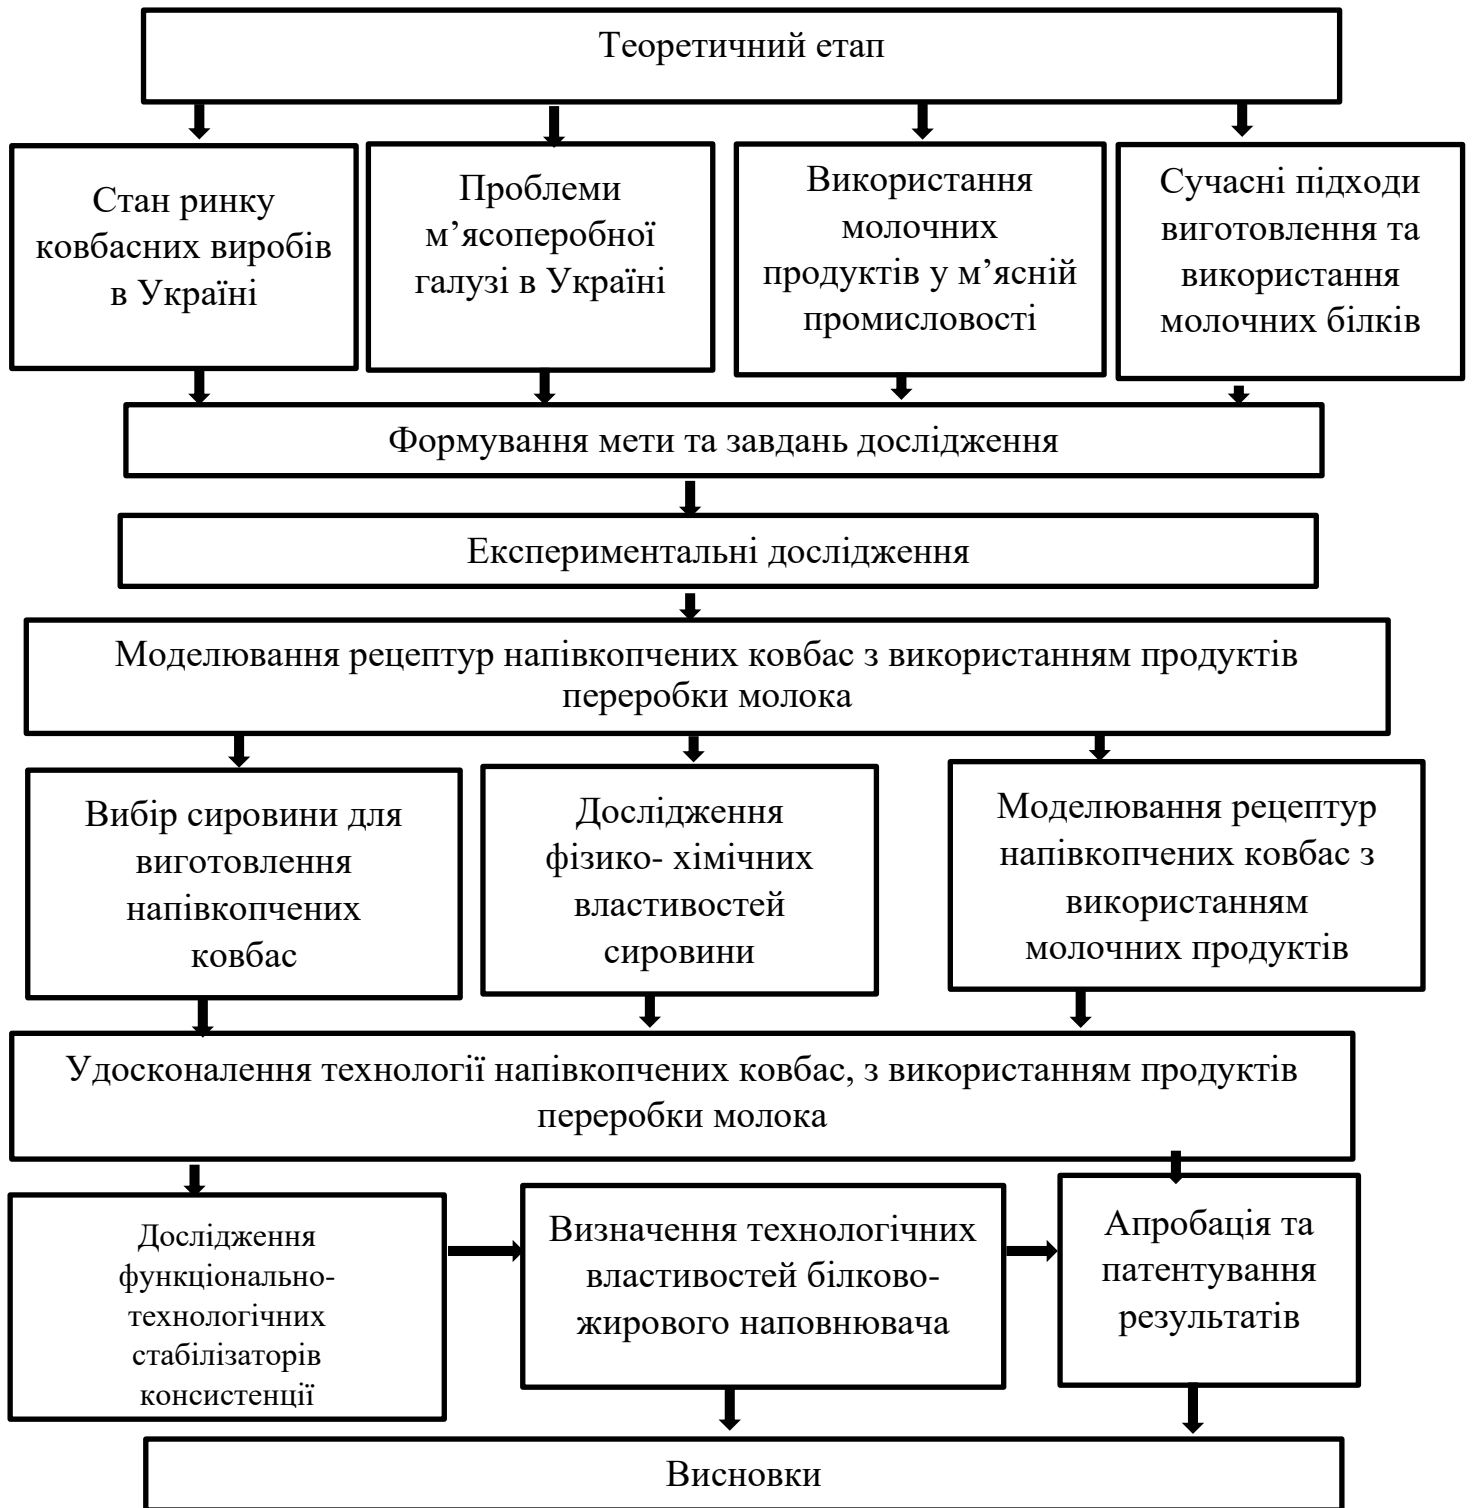 Теоретичний етап
Стан ринку
ковбасних виробів
в Україні
Проблеми
м’ясоперобної
галузі в Україні
Використання
молочних
продуктів у м’ясній
промисловості
Сучасні підходи
виготовлення та
використання
молочних білків
Формування мети та завдань дослідження
Експериментальні дослідження
Моделювання рецептур напівкопчених ковбас з використанням продуктів
переробки молока
Вибір сировини для
виготовлення
напівкопчених
ковбас
Дослідження
фізико- хімічних
властивостей
сировини
Моделювання рецептур
напівкопчених ковбас з
використанням
молочних продуктів
Удосконалення технології напівкопчених ковбас, з використанням продуктів
переробки молока
Дослідження
функціонально-
технологічних
стабілізаторів
консистенції
Визначення технологічних
властивостей білково-
жирового наповнювача
Апробація та
патентування
результатів
Висновки